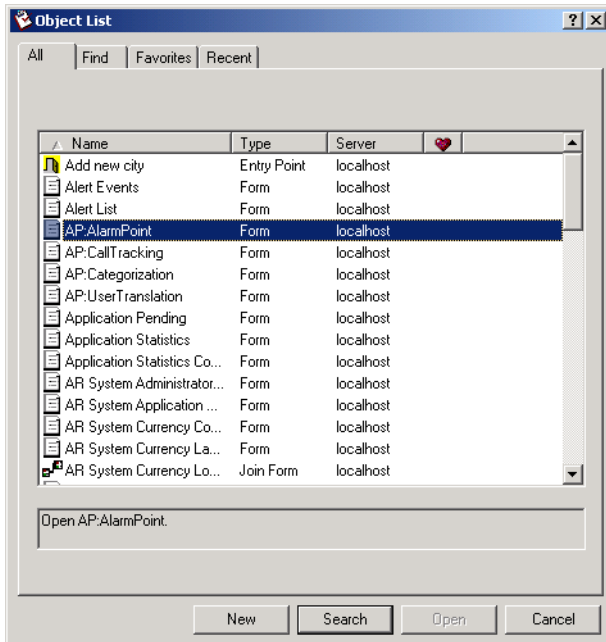 Object List
All Find Favorites Recent
Name Type Server
Add new city Entry Point localhost
Alert Events Form localhost
Alert List Form localhost
AP:AlarmPoint Form localhost
AP:CallTracking Form localhost
AP:Categorization Form localhost
AP:UserTranslation Form localhost
Application Pending Form localhost
Application Statistics Form localhost
Application Statistics Co... Form localhost
AR System Administrator... Form localhost
AR System Application ... Form localhost
AR System Currency Co... Form localhost
AR System Currency La... Form localhost
AR System Currency Lo... Join Form localhost
Open AP:AlarmPoint.
New Search Open Cancel